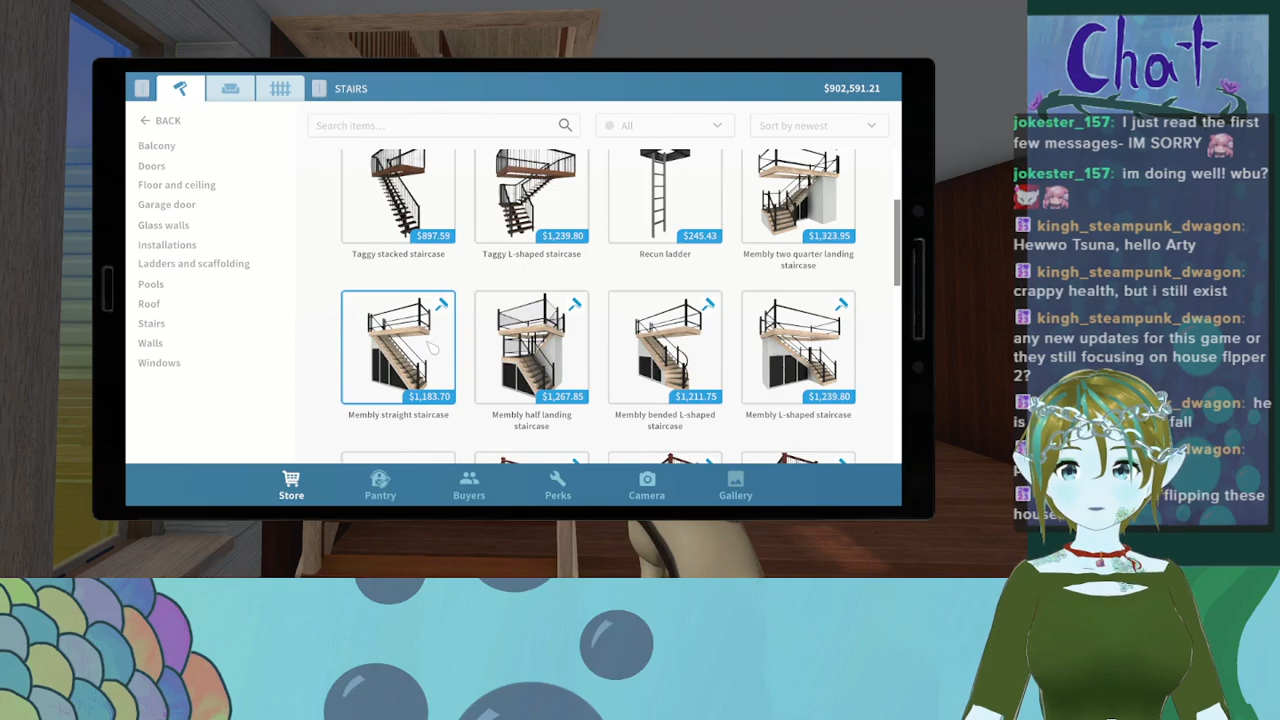 STAIRS
$902,591.21
BACK
Search items...
All
Sort by newest
Balcony
Doors
Floor and ceiling
Garage door
Glass walls
Installations
Ladders and scaffolding
Pools
Roof
Stairs
Walls
Windows
$897.59
$1,239.80
$245.43
$1,323.95
Taggy stacked staircase
Taggy L-shaped staircase
Recun ladder
Membly two quarter landing
staircase
$1,183.70
$1,267.85
$1,211.75
$1,239.80
Membly straight staircase
Membly half landing
staircase
Membly bended L-shaped
staircase
Membly L-shaped staircase
Store
Pantry
Buyers
Perks
Camera
Gallery
Chat
jokester_157: I just read the first
few messages- IM SORRY
jokester_157: im doing well! wbu?
kingh_steampunk_dwagon:
Hewwo Tsuna, hello Arty
kingh_steampunk_dwagon:
crappy health, but i still exist
kingh_steampunk_dwagon:
any new updates for this game or
they still focusing on house flpper
2?
_dwagon: he
is fall
_dwagon:
flipping these